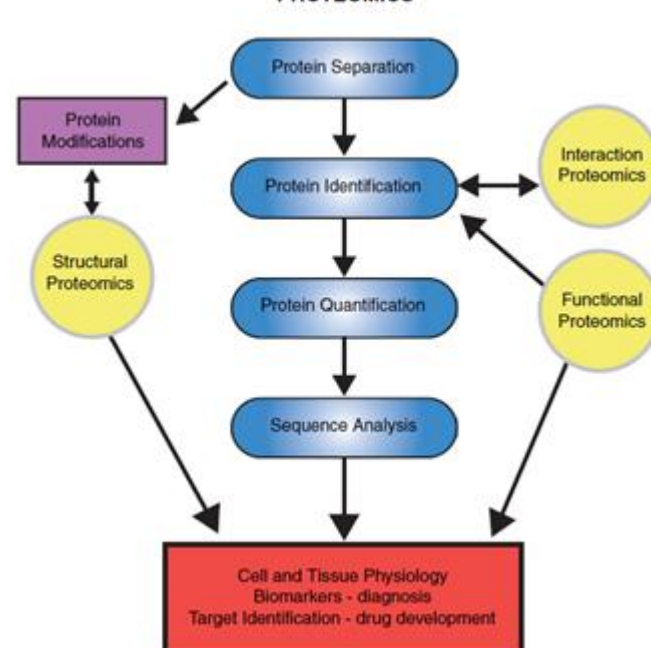 PROTEOMICS
Protein Separation
Protein
Modifications
Protein Identification
Interaction
Proteomics
Structural
Proteomics
Protein Quantification
Functional
Proteomics
Sequence Analysis
Cell and Tissue Physiology
Biomarkers - diagnosis
Target Identification - drug development